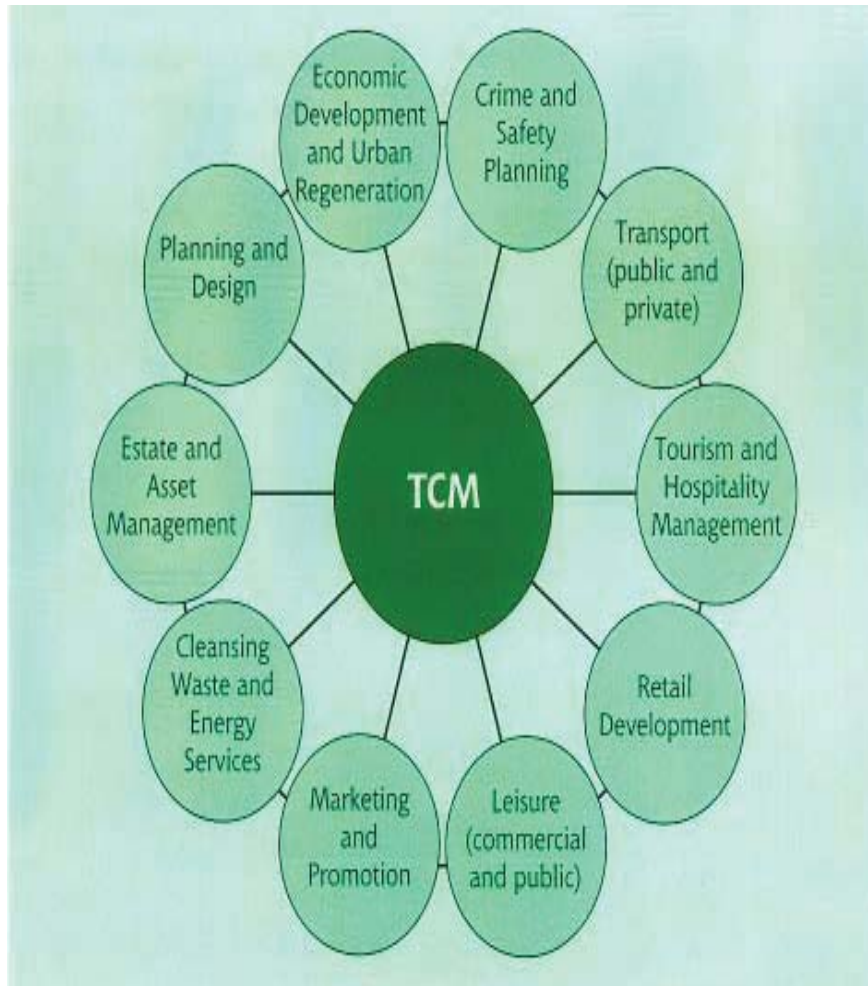 Economic
Development
and Urban
Regeneration
Crime and
Safety
Planning
Transport
(public and
private)
Tourism and
Hospitality
Management
Retail
Development
Leisure
(commercial
and public)
Marketing
and
Promotion
Cleansing
Waste and
Energy
Services
Estate and
Asset
Management
Planning and
Design
TCM